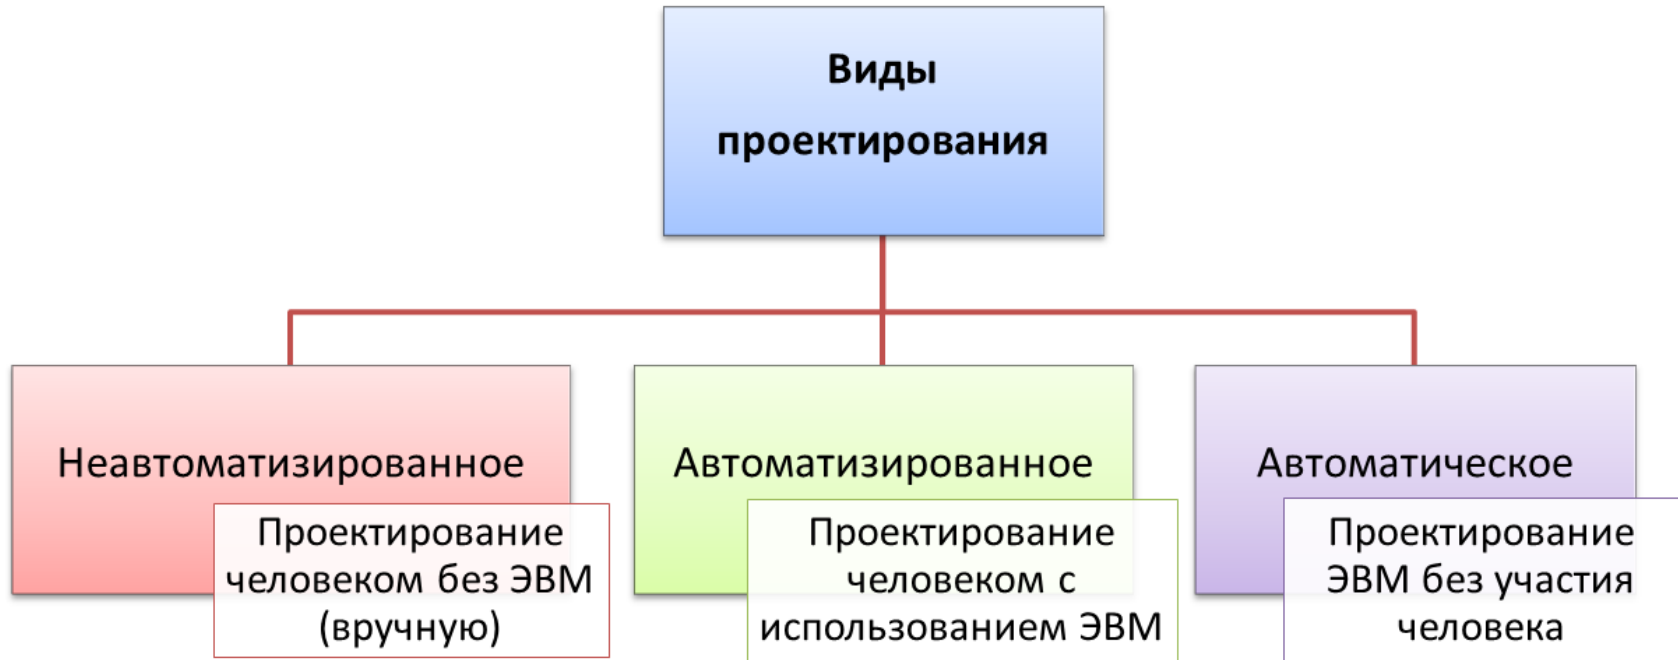 Виды
проектирования
Неавтоматизированное
Проектирование
человеком без ЭВМ
(вручную)
Автоматизированное
Проектирование
человеком с
использованием ЭВМ
Автоматическое
Проектирование
ЭВМ без участия
человека